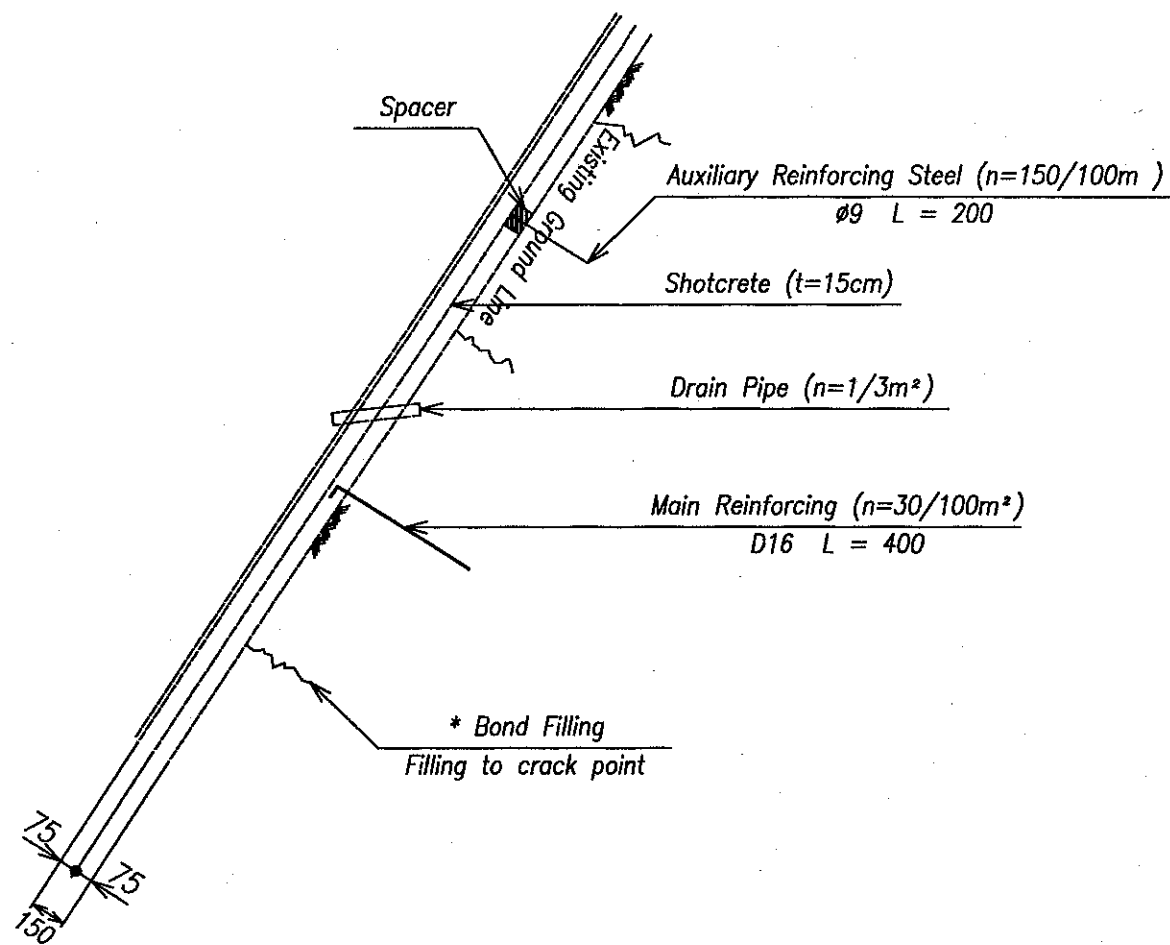 Spacer
Existing Ground Line
Auxiliary Reinforcing Steel (n=150/100m )
ø9 L = 200
Shotcrete (t=15cm)
Drain Pipe (n=1/3m²)
Main Reinforcing (n=30/100m²)
D16 L = 400
* Bond Filling
Filling to crack point
75
75
150